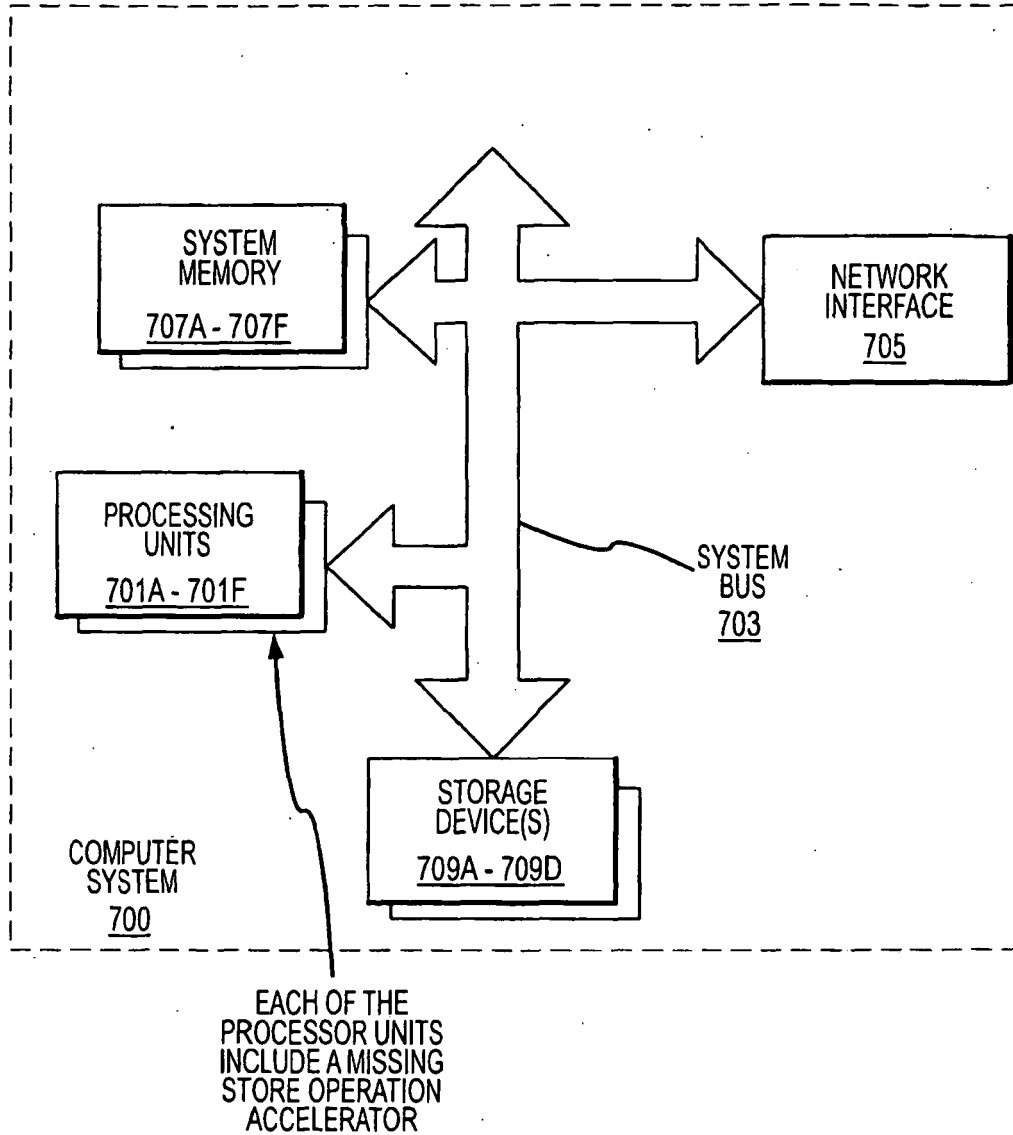 SYSTEM
MEMORY
707A - 707F
NETWORK
INTERFACE
705
PROCESSING
UNITS
701A - 701F
SYSTEM
BUS
703
STORAGE
DEVICE(S)
709A - 709D
COMPUTER
SYSTEM
700
EACH OF THE
PROCESSOR UNITS
INCLUDE A MISSING
STORE OPERATION
ACCELERATOR